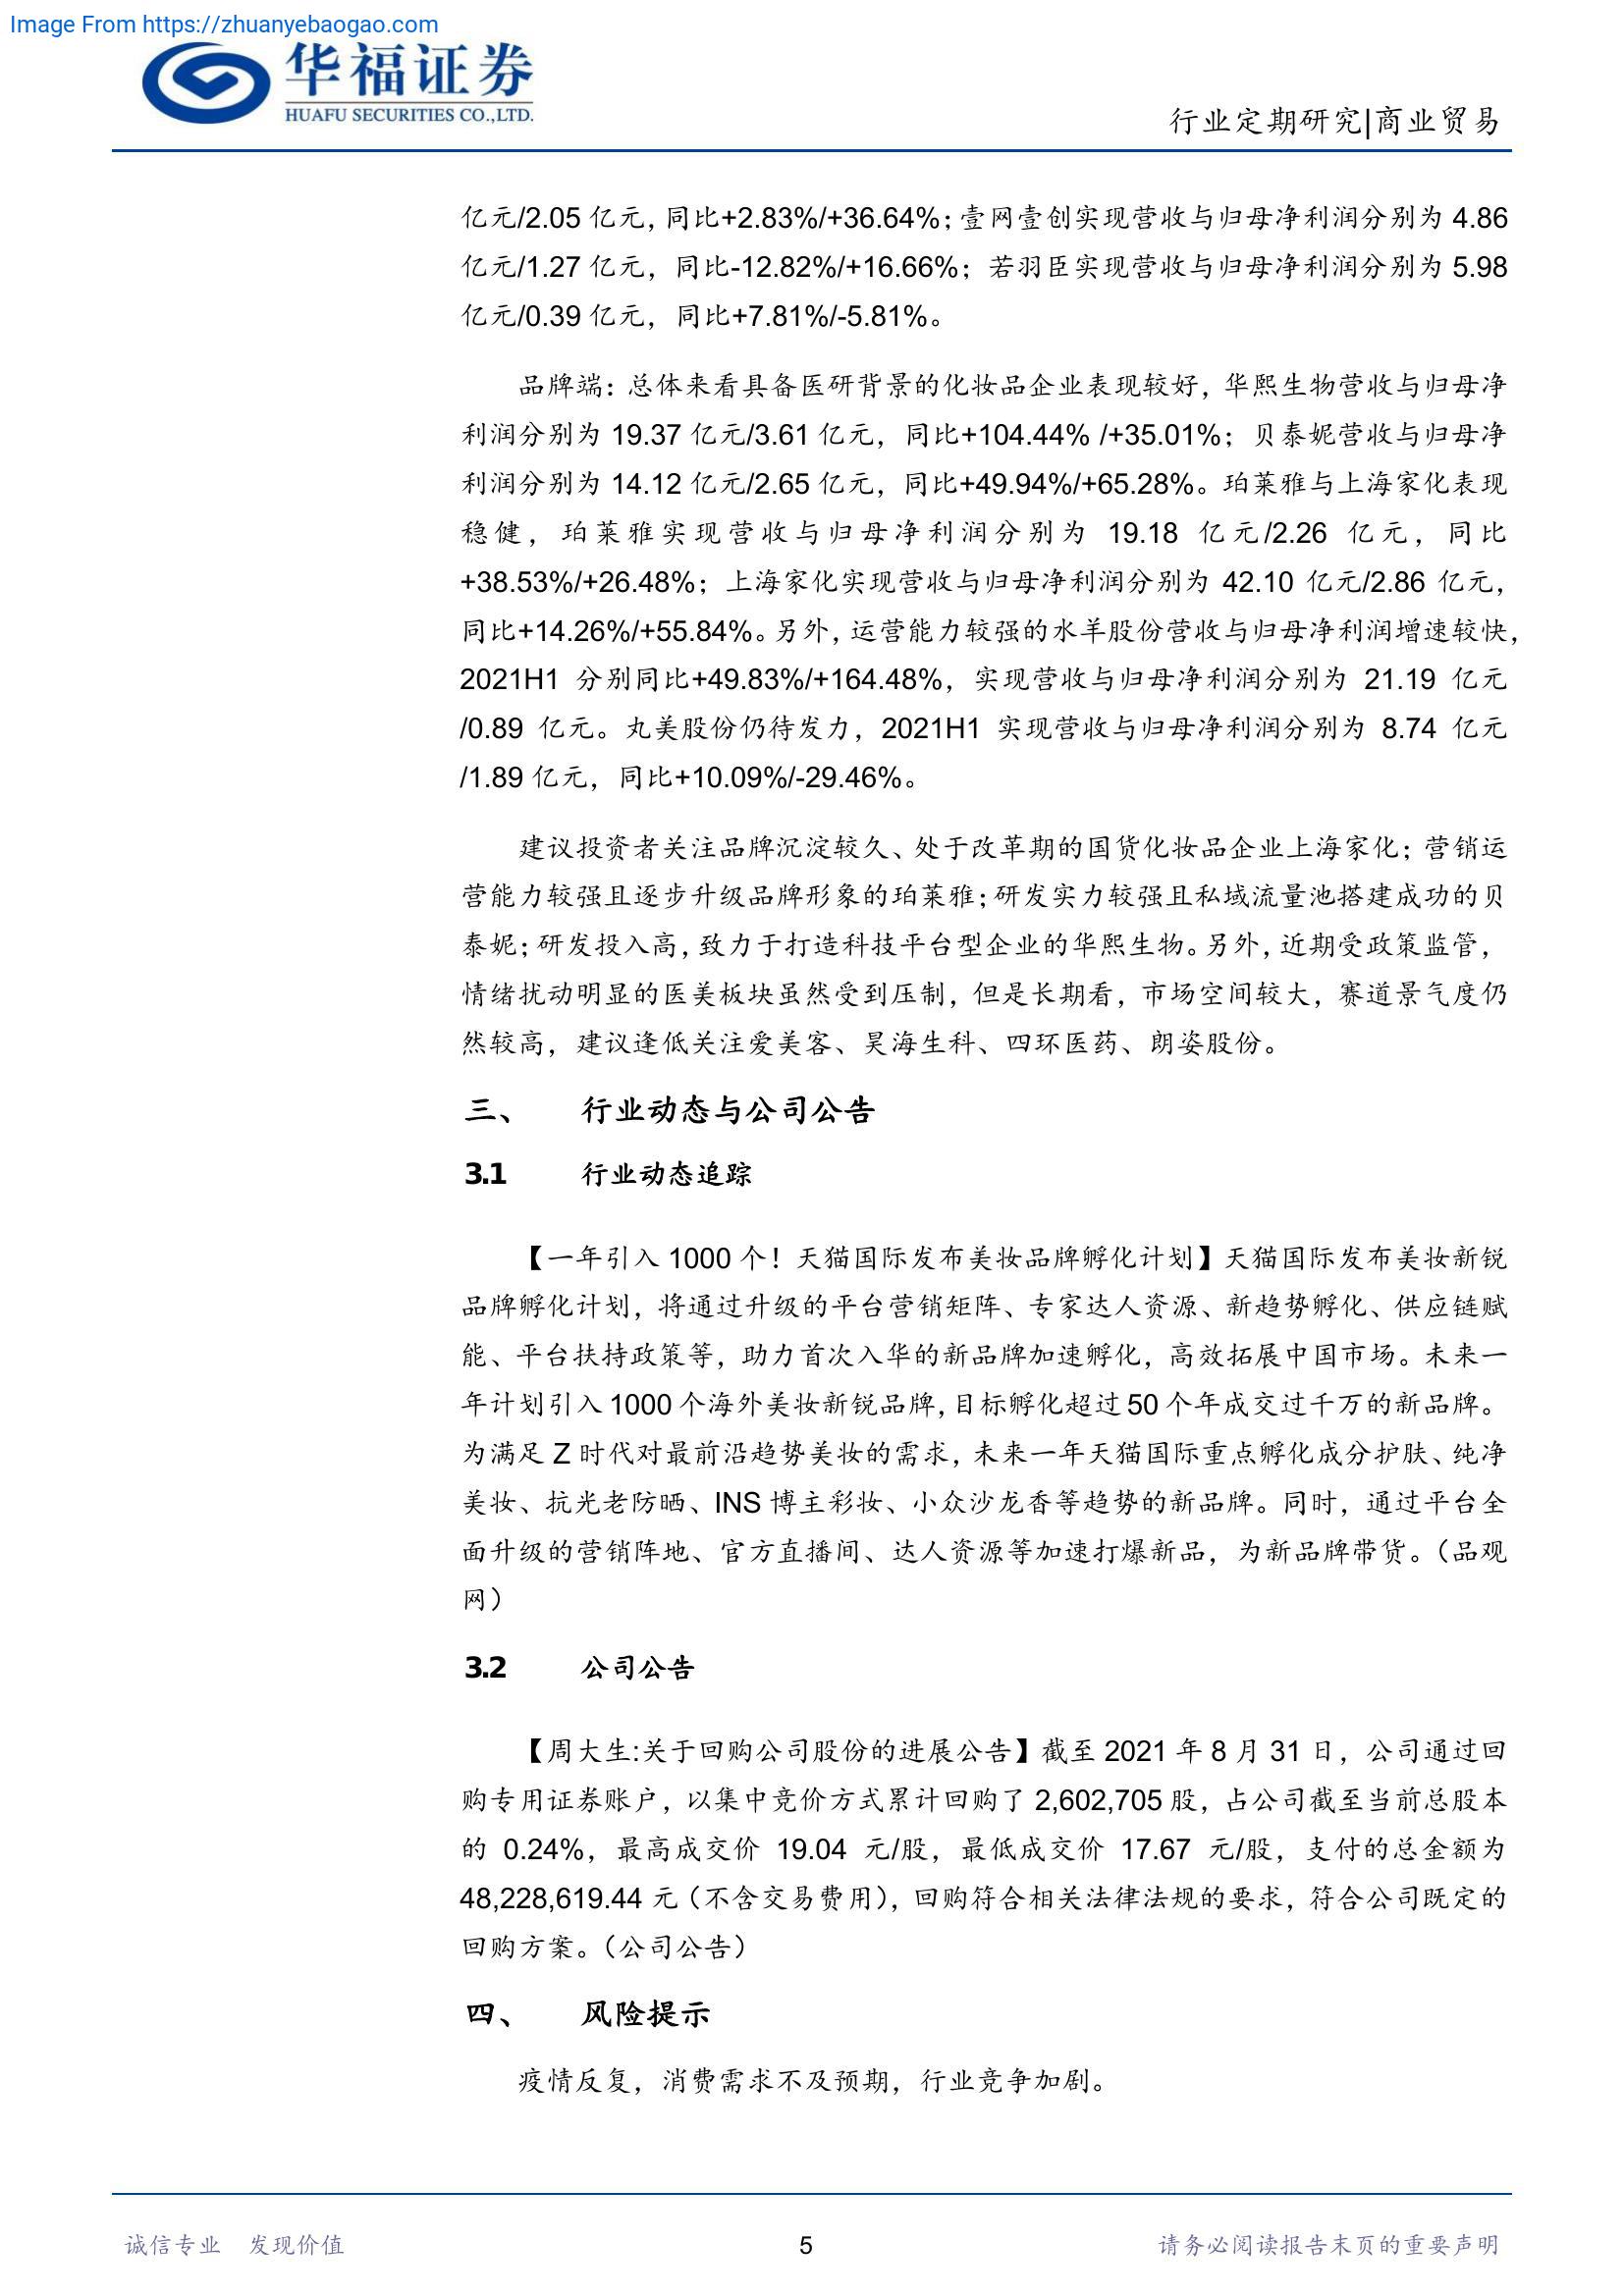 Image From https://zhuanyebaogao.com
华福证券
HUAFU SECURITIES CO.,LTD.
行业定期研究|商业贸易
亿元/2.05 亿元，同比+2.83%/+36.64%；壹网壹创实现营收与归母净利润分别为 4.86
亿元/1.27 亿元，同比-12.82%/+16.66%；若羽臣实现营收与归母净利润分别为 5.98
亿元/0.39 亿元，同比+7.81%/-5.81%。
品牌端：总体来看具备医研背景的化妆品企业表现较好，华熙生物营收与归母净
利润分别为 19.37 亿元/3.61 亿元，同比+104.44% /+35.01%；贝泰妮营收与归母净
利润分别为 14.12 亿元/2.65 亿元，同比+49.94%/+65.28%。珀莱雅与上海家化表现
稳健，珀莱雅实现营收与归母净利润分别为 19.18 亿元/2.26 亿元，同比
+38.53%/+26.48%；上海家化实现营收与归母净利润分别为 42.10 亿元/2.86 亿元，
同比+14.26%/+55.84%。另外，运营能力较强的水羊股份营收与归母净利润增速较快，
2021H1 分别同比+49.83%/+164.48%，实现营收与归母净利润分别为 21.19 亿元
/0.89 亿元。丸美股份仍待发力，2021H1 实现营收与归母净利润分别为 8.74 亿元
/1.89 亿元，同比+10.09%/-29.46%。
建议投资者关注品牌沉淀较久、处于改革期的国货化妆品企业上海家化；营销运
营能力较强且逐步升级品牌形象的珀莱雅；研发实力较强且私域流量池搭建成功的贝
泰妮；研发投入高，致力于打造科技平台型企业的华熙生物。另外，近期受政策监管，
情绪扰动明显的医美板块虽然受到压制，但是长期看，市场空间较大，赛道景气度仍
然较高，建议逢低关注爱美客、昊海生科、四环医药、朗姿股份。
三、 行业动态与公司公告
3.1 行业动态追踪
【一年引入 1000 个！天猫国际发布美妆品牌孵化计划】天猫国际发布美妆新锐
品牌孵化计划，将通过升级的平台营销矩阵、专家达人资源、新趋势孵化、供应链赋
能、平台扶持政策等，助力首次入华的新品牌加速孵化，高效拓展中国市场。未来一
年计划引入 1000 个海外美妆新锐品牌，目标孵化超过 50 个年成交过千万的新品牌。
为满足 Z 时代对最前沿趋势美妆的需求，未来一年天猫国际重点孵化成分护肤、纯净
美妆、抗光老防晒、INS 博主彩妆、小众沙龙香等趋势的新品牌。同时，通过平台全
面升级的营销阵地、官方直播间、达人资源等加速打爆新品，为新品牌带货。（品观
网）
3.2 公司公告
【周大生:关于回购公司股份的进展公告】截至 2021 年 8 月 31 日，公司通过回
购专用证券账户，以集中竞价方式累计回购了 2,602,705 股，占公司截至当前总股本
的 0.24%，最高成交价 19.04 元/股，最低成交价 17.67 元/股，支付的总金额为
48,228,619.44 元（不含交易费用），回购符合相关法律法规的要求，符合公司既定的
回购方案。（公司公告）
四、 风险提示
疫情反复，消费需求不及预期，行业竞争加剧。
诚信专业 发现价值
5
请务必阅读报告末页的重要声明